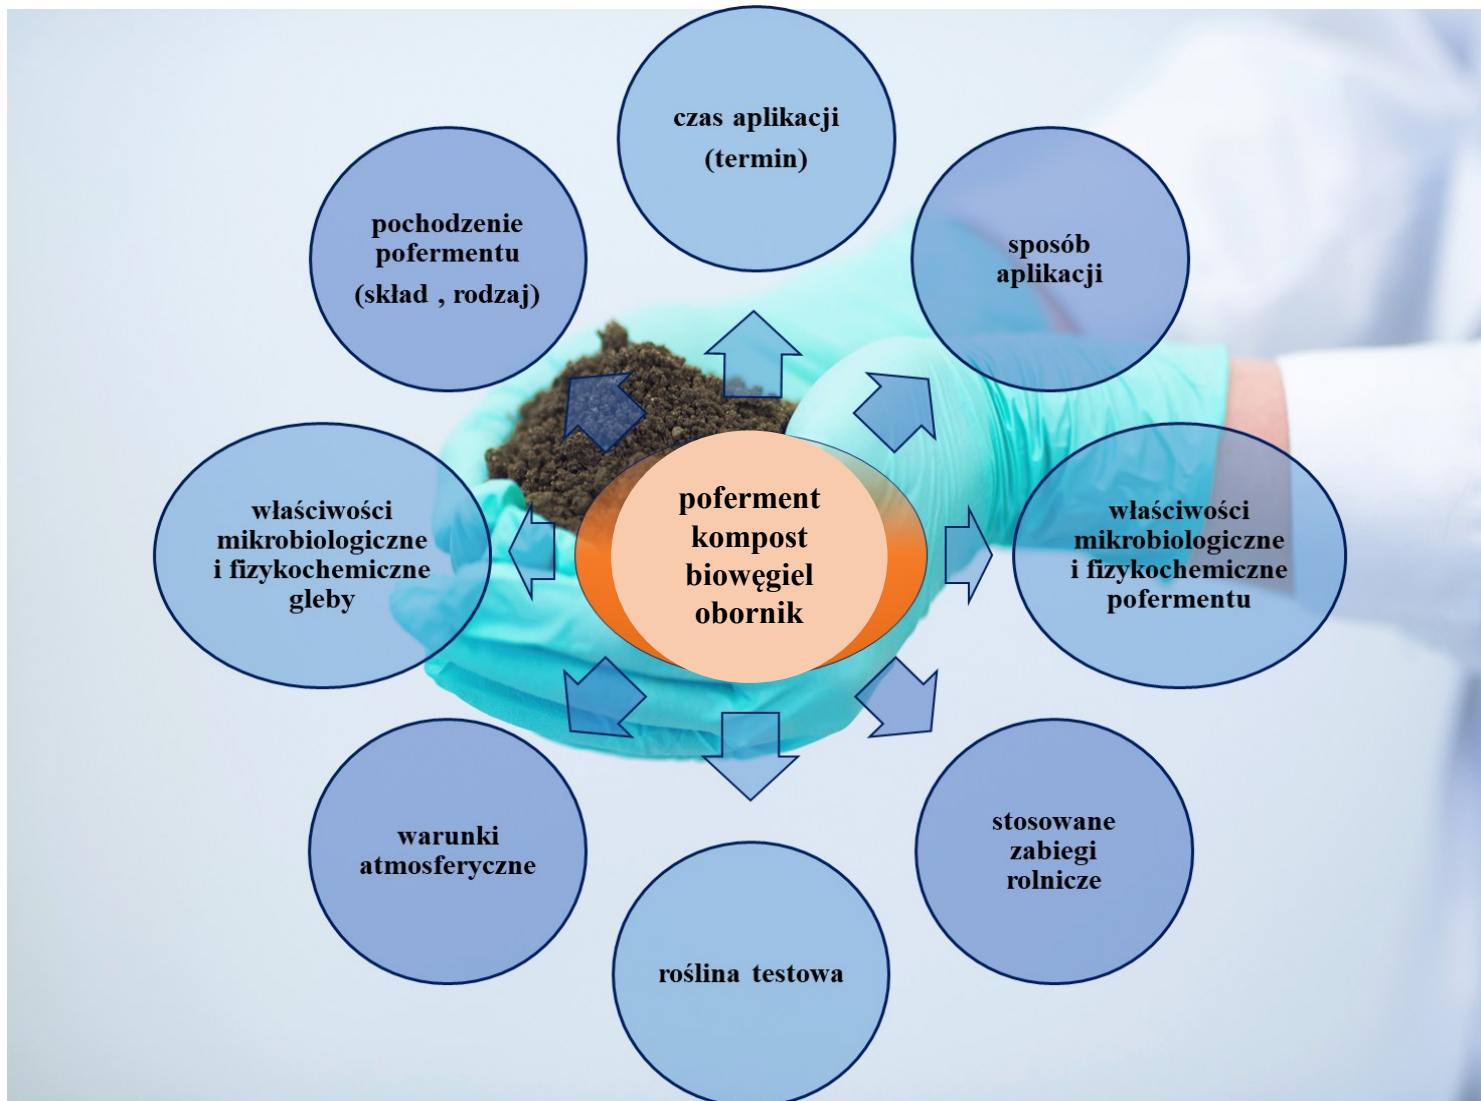 czas aplikacji
(termin)
pochodzenie
pofermentu
(skład , rodzaj)
sposób
aplikacji
właściwości
mikrobiologiczne
i fizykochemiczne
gleby
poferment
kompost
biowęgiel
obornik
właściwości
mikrobiologiczne
i fizykochemiczne
pofermentu
warunki
atmosferyczne
stosowane
zabiegi
rolnicze
roślina testowa